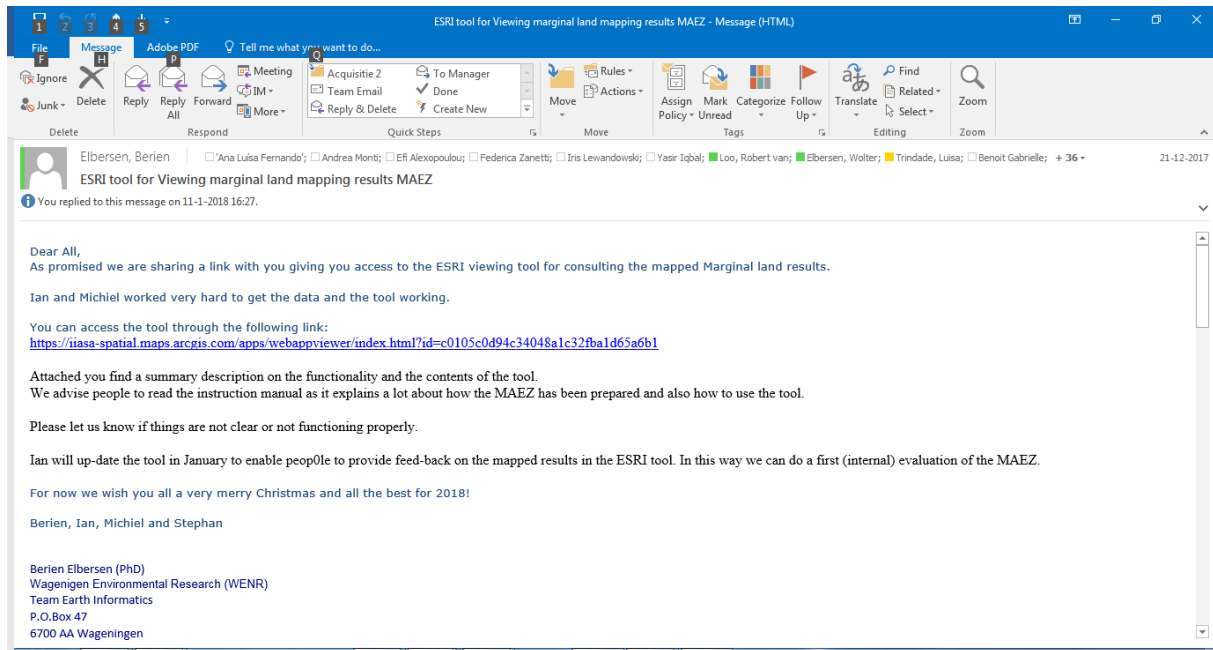 1 2 3 4 5
ESRI tool for Viewing marginal land mapping results MAEZ - Message (HTML)
File Message Adobe PDF Tell me what you want to do...
F H P Q
Ignore
Junk
Delete
Reply
Reply All
Forward
Meeting
IM
More
Acquisitie 2
Team Email
Reply & Delete
To Manager
Done
Create New
Move
Rules
Actions
Assign Policy
Mark Unread
Categorize
Follow Up
Translate
Find
Related
Select
Zoom
Delete Respond Quick Steps Move Tags Editing Zoom
Elbersen, Berien 'Ana Luísa Fernando'; Andrea Monti; Efi Alexopoulou; Federica Zanetti; Iris Lewandowski; Yasir Iqbal; Loo, Robert van; Elbersen, Wolter; Trindade, Luisa; Benoit Gabrielle; + 36 21-12-2017
ESRI tool for Viewing marginal land mapping results MAEZ
You replied to this message on 11-1-2018 16:27.
Dear All,
As promised we are sharing a link with you giving you access to the ESRI viewing tool for consulting the mapped Marginal land results.
Ian and Michiel worked very hard to get the data and the tool working.
You can access the tool through the following link:
https://iiasa-spatial.maps.arcgis.com/apps/webappviewer/index.html?id=c0105c0d94c34048a1c32fba1d65a6b1
Attached you find a summary description on the functionality and the contents of the tool.
We advise people to read the instruction manual as it explains a lot about how the MAEZ has been prepared and also how to use the tool.
Please let us know if things are not clear or not functioning properly.
Ian will up-date the tool in January to enable peop0le to provide feed-back on the mapped results in the ESRI tool. In this way we can do a first (internal) evaluation of the MAEZ.
For now we wish you all a very merry Christmas and all the best for 2018!
Berien, Ian, Michiel and Stephan
Berien Elbersen (PhD)
Wagenigen Environmental Research (WENR)
Team Earth Informatics
P.O.Box 47
6700 AA Wageningen